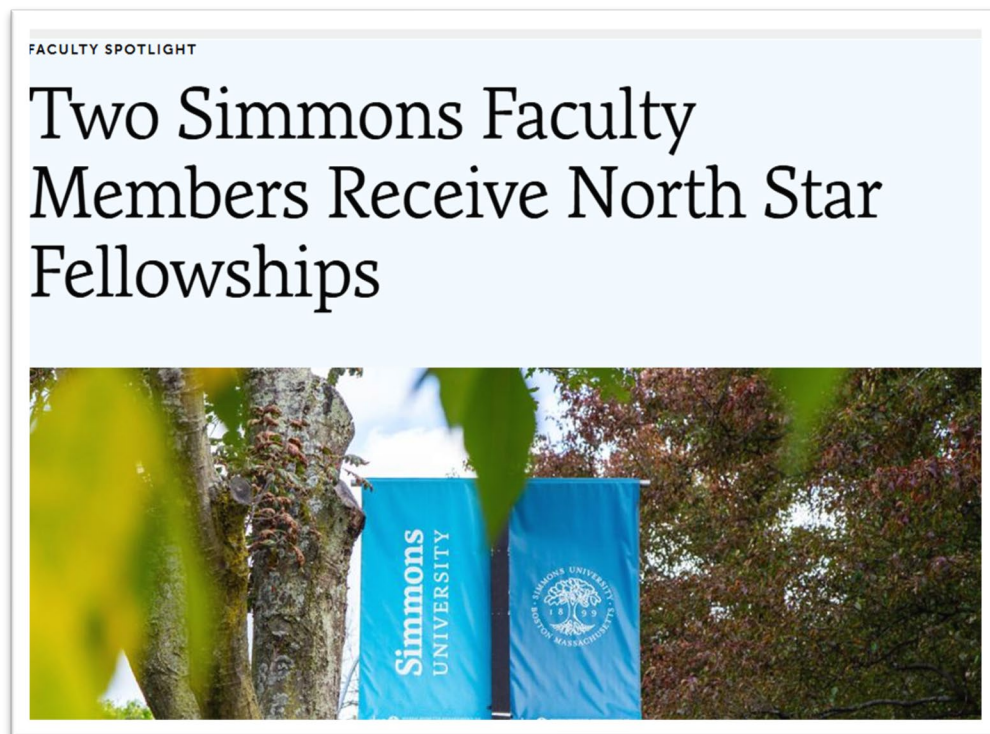 FACULTY SPOTLIGHT
Two Simmons Faculty
Members Receive North Star
Fellowships
Simmons
UNIVERSITY
SIMMONS UNIVERSITY
1899
BOSTON MASSACHUSETTS